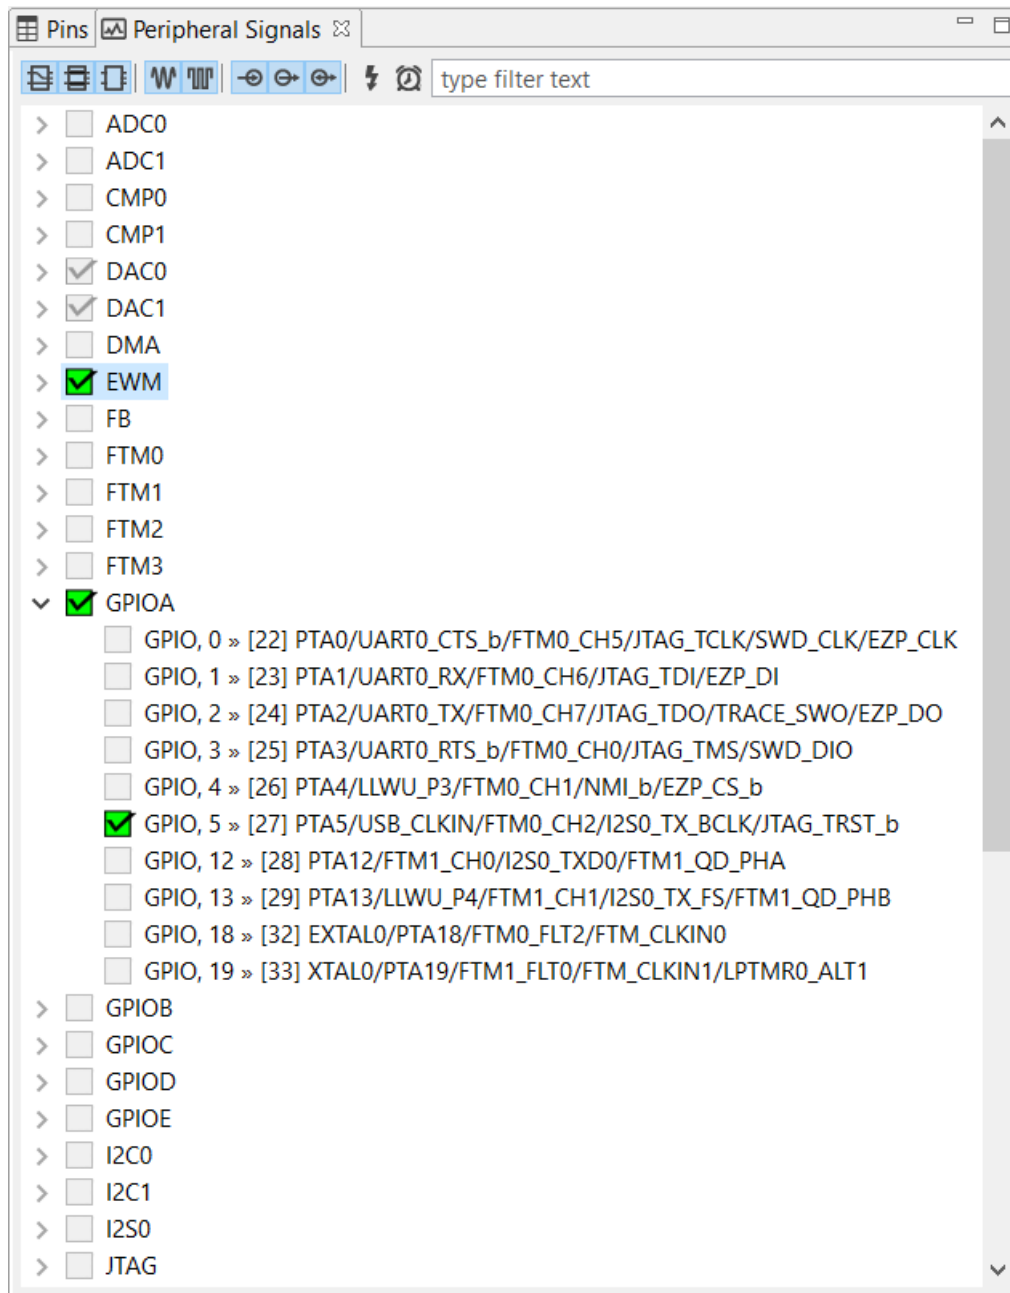 Pins Peripheral Signals
type filter text
ADC0
ADC1
CMP0
CMP1
DAC0
DAC1
DMA
EWM
FB
FTM0
FTM1
FTM2
FTM3
GPIOA
GPIO, 0 » [22] PTA0/UART0_CTS_b/FTM0_CH5/JTAG_TCLK/SWD_CLK/EZP_CLK
GPIO, 1 » [23] PTA1/UART0_RX/FTM0_CH6/JTAG_TDI/EZP_DI
GPIO, 2 » [24] PTA2/UART0_TX/FTM0_CH7/JTAG_TDO/TRACE_SWO/EZP_DO
GPIO, 3 » [25] PTA3/UART0_RTS_b/FTM0_CH0/JTAG_TMS/SWD_DIO
GPIO, 4 » [26] PTA4/LLWU_P3/FTM0_CH1/NMI_b/EZP_CS_b
GPIO, 5 » [27] PTA5/USB_CLKIN/FTM0_CH2/I2S0_TX_BCLK/JTAG_TRST_b
GPIO, 12 » [28] PTA12/FTM1_CH0/I2S0_TXD0/FTM1_QD_PHA
GPIO, 13 » [29] PTA13/LLWU_P4/FTM1_CH1/I2S0_TX_FS/FTM1_QD_PHB
GPIO, 18 » [32] EXTAL0/PTA18/FTM0_FLT2/FTM_CLKIN0
GPIO, 19 » [33] XTAL0/PTA19/FTM1_FLT0/FTM_CLKIN1/LPTMR0_ALT1
GPIOB
GPIOC
GPIOD
GPIOE
I2C0
I2C1
I2S0
JTAG